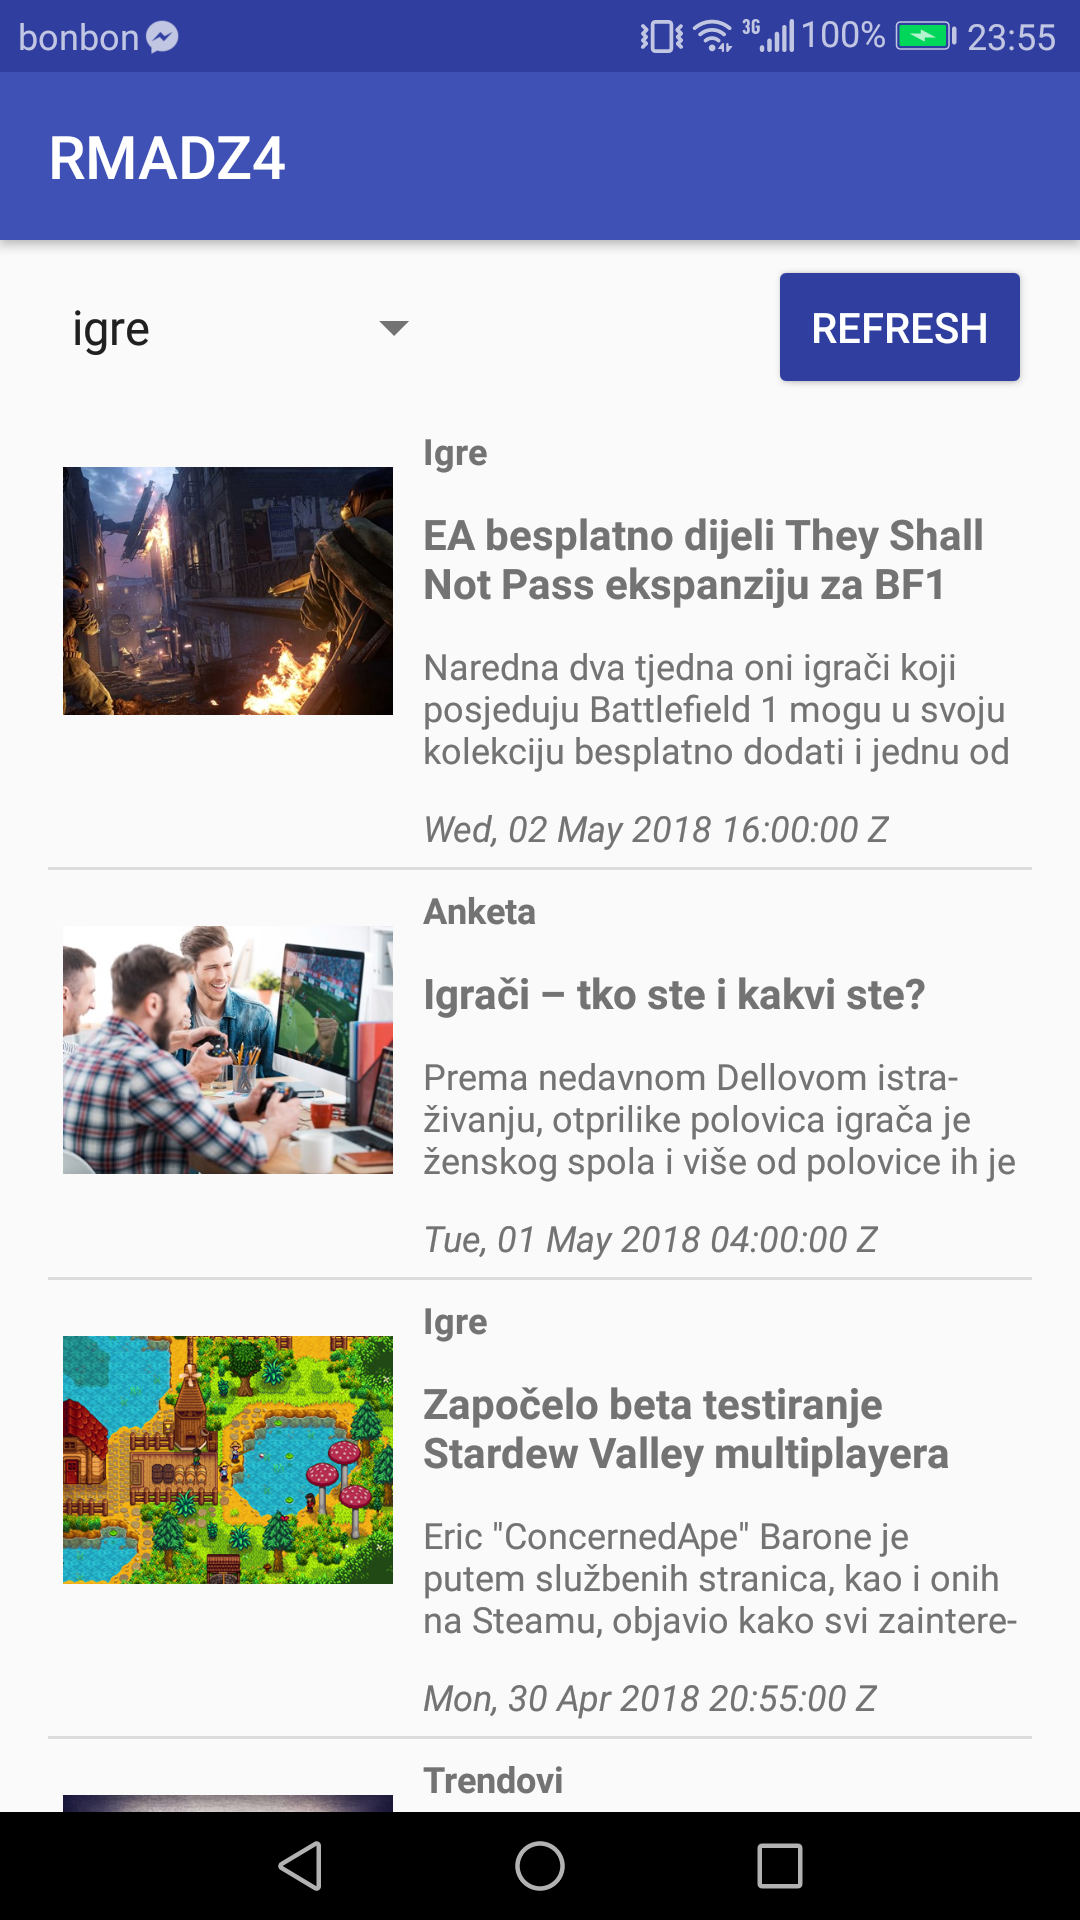 bonbon 3G 100% 23:55
RMADZ4
igre
REFRESH
Igre
EA besplatno dijeli They Shall
Not Pass ekspanziju za BF1
Naredna dva tjedna oni igrači koji
posjeduju Battlefield 1 mogu u svoju
kolekciju besplatno dodati i jednu od
Wed, 02 May 2018 16:00:00 Z
Anketa
Igrači – tko ste i kakvi ste?
Prema nedavnom Dellovom istra-
živanju, otprilike polovica igrača je
ženskog spola i više od polovice ih je
Tue, 01 May 2018 04:00:00 Z
Igre
Započelo beta testiranje
Stardew Valley multiplayera
Eric "ConcernedApe" Barone je
putem službenih stranica, kao i onih
na Steamu, objavio kako svi zaintere-
Mon, 30 Apr 2018 20:55:00 Z
Trendovi